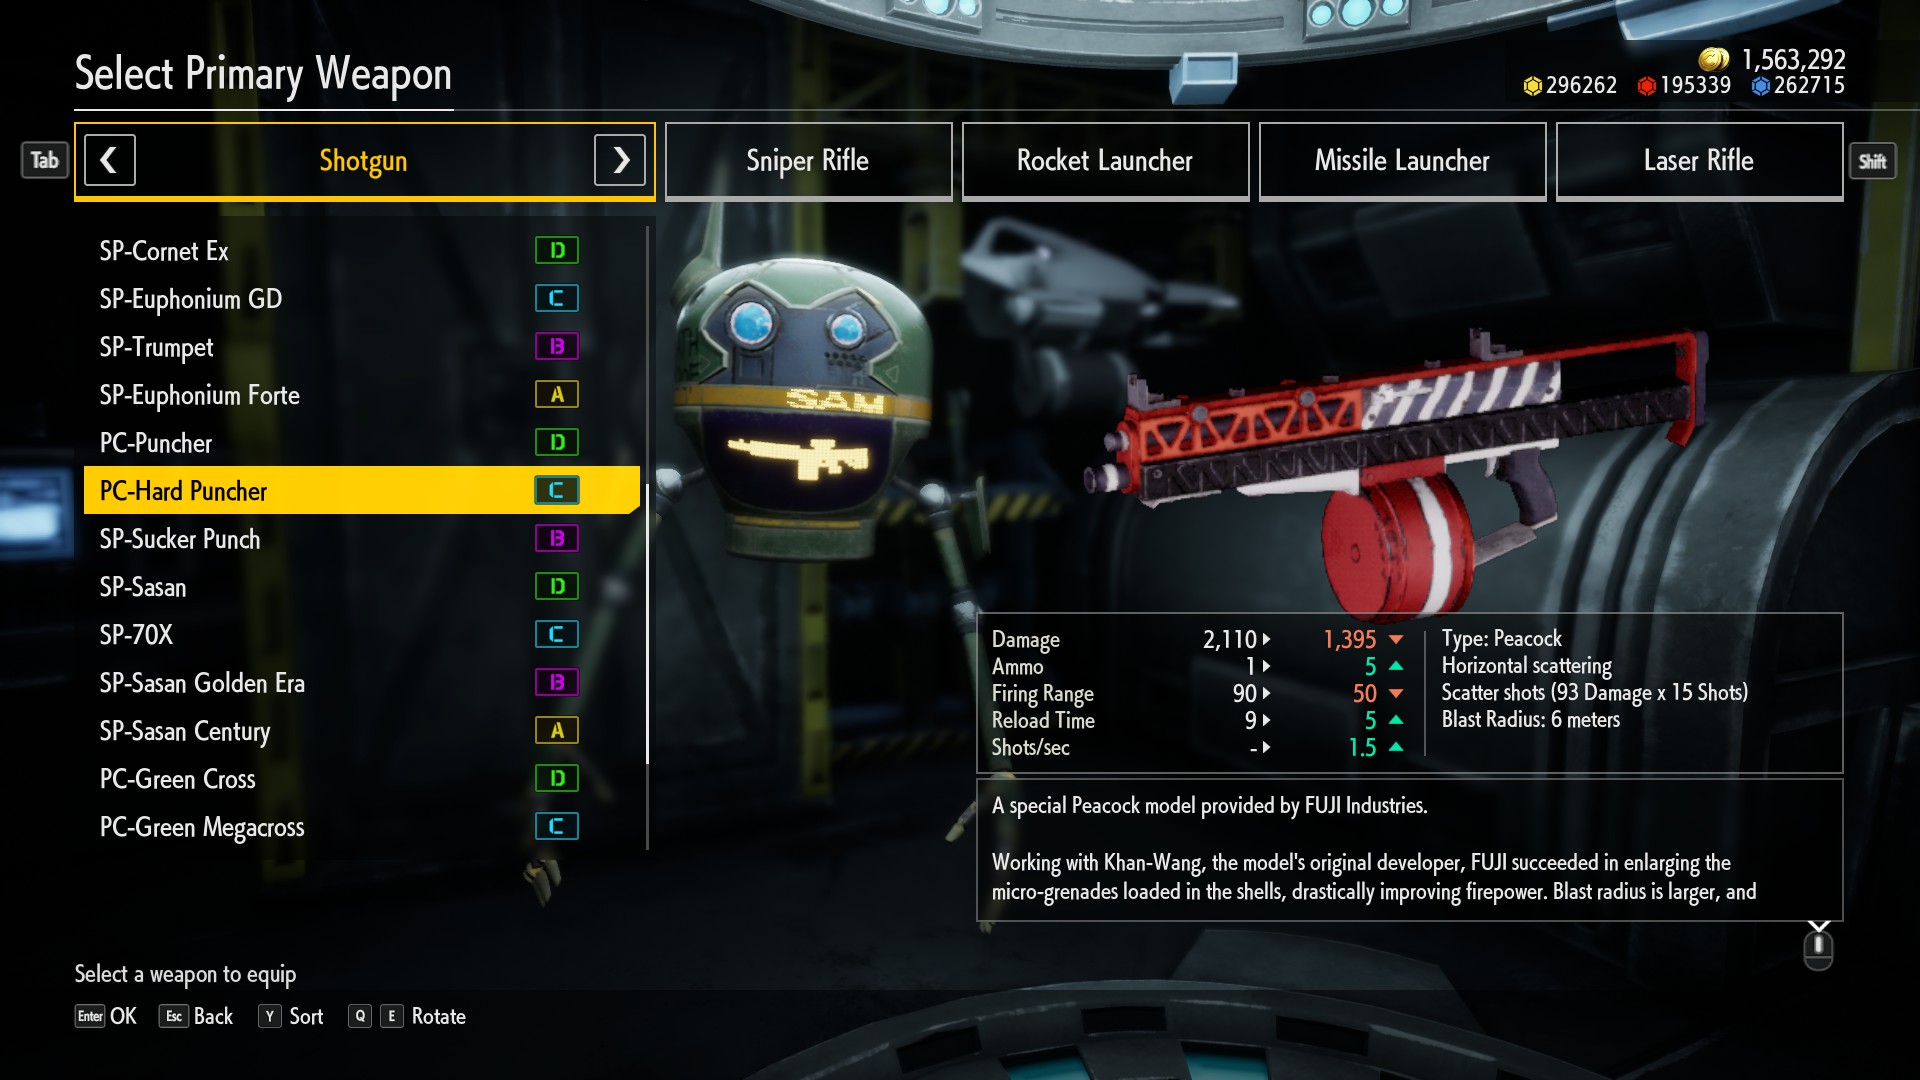 Select Primary Weapon
1,563,292
296262 195339 262715
Tab
Shotgun
Sniper Rifle
Rocket Launcher
Missile Launcher
Laser Rifle
Shift
SP-Cornet Ex D
SP-Euphonium GD C
SP-Trumpet B
SP-Euphonium Forte A
PC-Puncher D
PC-Hard Puncher C
SP-Sucker Punch B
SP-Sasan D
SP-70X C
SP-Sasan Golden Era B
SP-Sasan Century A
PC-Green Cross D
PC-Green Megacross C
SAM
Damage 2,110 1,395
Ammo 1 5
Firing Range 90 50
Reload Time 9 5
Shots/sec - 1.5
Type: Peacock
Horizontal scattering
Scatter shots (93 Damage x 15 Shots)
Blast Radius: 6 meters
A special Peacock model provided by FUJI Industries.
Working with Khan-Wang, the model's original developer, FUJI succeeded in enlarging the
micro-grenades loaded in the shells, drastically improving firepower. Blast radius is larger, and
Select a weapon to equip
Enter OK Esc Back Y Sort Q E Rotate